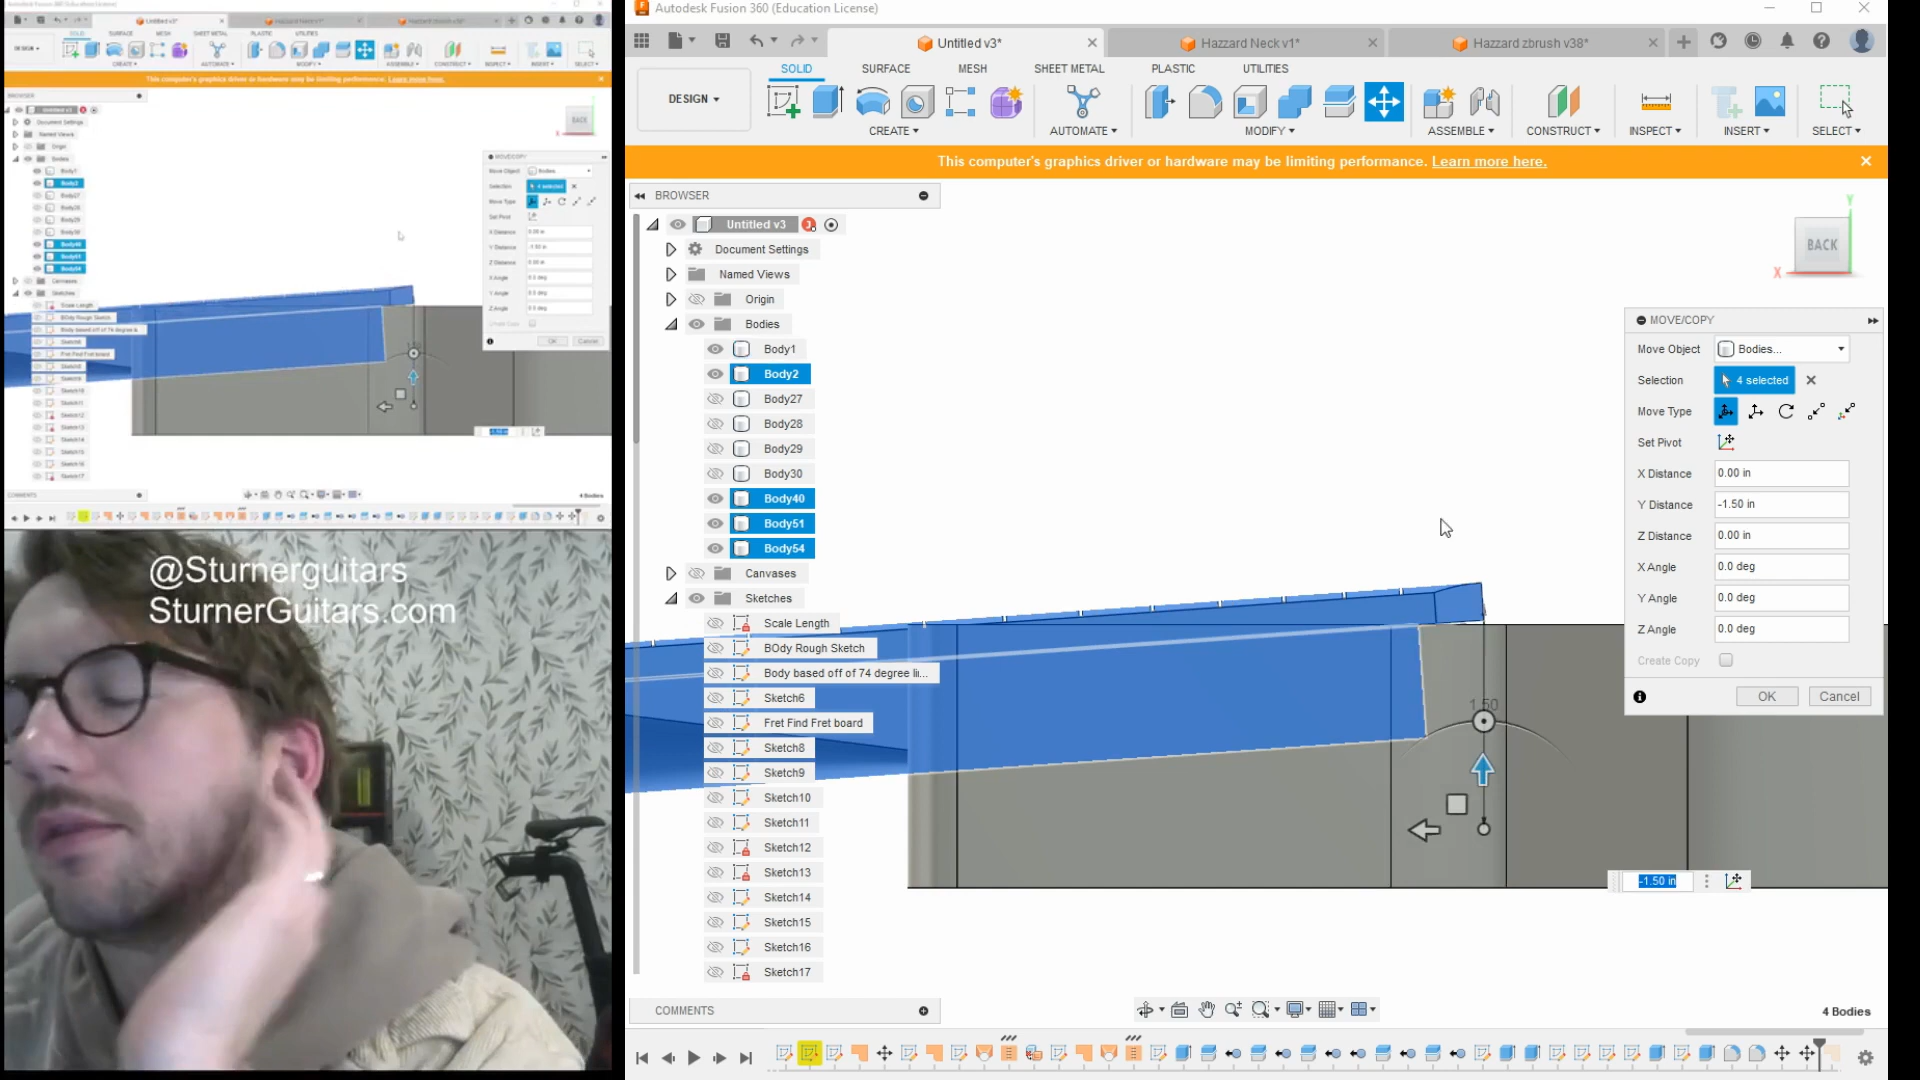 Autodesk Fusion 360 (Education License)
Untitled v3*
Hazzard Neck v1*
Hazzard zbrush v38*
SOLID
SURFACE
MESH
SHEET METAL
PLASTIC
UTILITIES
DESIGN
CREATE
AUTOMATE
MODIFY
ASSEMBLE
CONSTRUCT
INSPECT
INSERT
SELECT
This computer's graphics driver or hardware may be limiting performance. Learn more here.
BROWSER
Untitled v3
Document Settings
Named Views
Origin
Bodies
Body1
Body2
Body27
Body28
Body29
Body30
Body40
Body51
Body54
Canvases
Sketches
Scale Length
BOdy Rough Sketch
Body based off of 74 degree li...
Sketch6
Fret Find Fret board
Sketch8
Sketch9
Sketch10
Sketch11
Sketch12
Sketch13
Sketch14
Sketch15
Sketch16
Sketch17
COMMENTS
Y
BACK
X
MOVE/COPY
Move Object
Bodies...
Selection
4 selected
Move Type
Set Pivot
X Distance
0.00 in
Y Distance
-1.50 in
Z Distance
0.00 in
X Angle
0.0 deg
Y Angle
0.0 deg
Z Angle
0.0 deg
Create Copy
OK
Cancel
1.50
-1.50 in
4 Bodies
@Sturnerguitars
SturnerGuitars.com